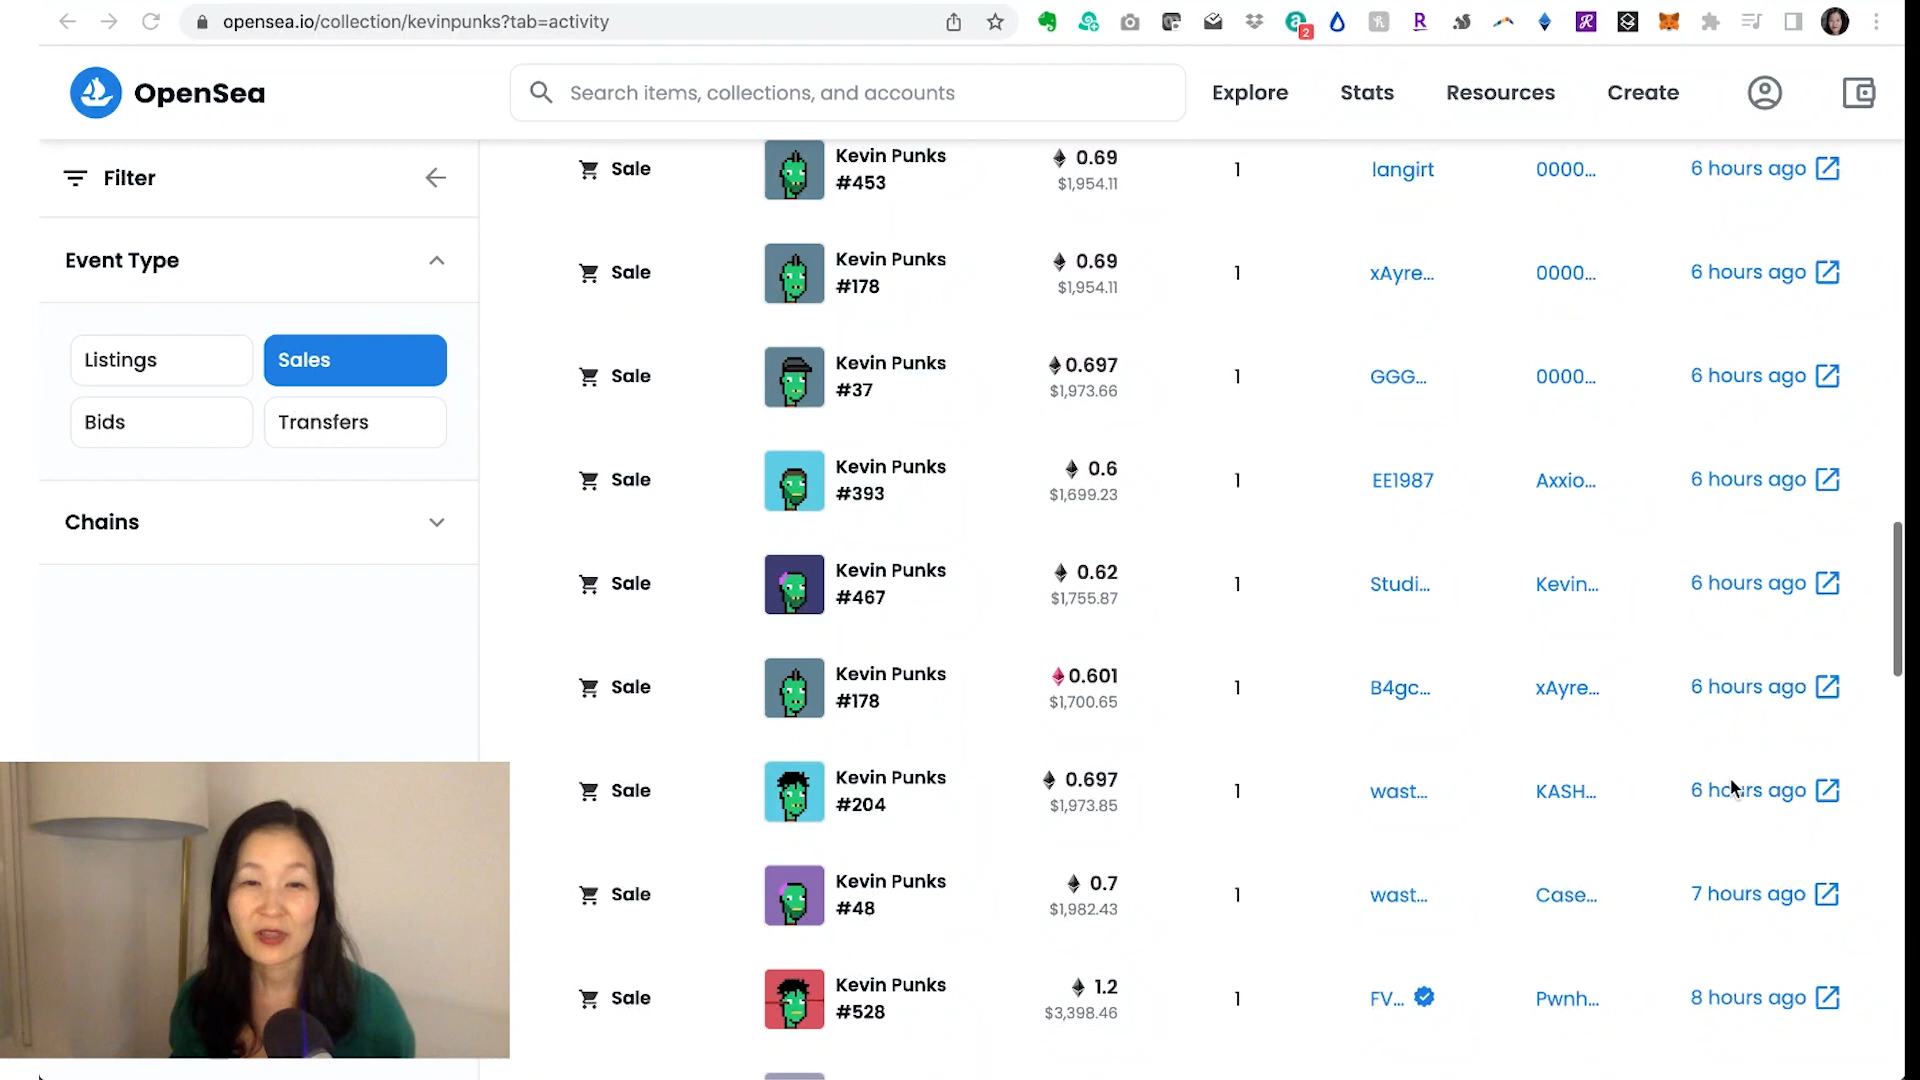 opensea.io/collection/kevinpunks?tab=activity
2
OpenSea
Search items, collections, and accounts
Explore
Stats
Resources
Create
Filter
Event Type
Listings
Sales
Bids
Transfers
Chains
Sale
Kevin Punks
#453
0.69
$1,954.11
1
langirt
0000...
6 hours ago
Sale
Kevin Punks
#178
0.69
$1,954.11
1
xAyre...
0000...
6 hours ago
Sale
Kevin Punks
#37
0.697
$1,973.66
1
GGG...
0000...
6 hours ago
Sale
Kevin Punks
#393
0.6
$1,699.23
1
EE1987
Axxio...
6 hours ago
Sale
Kevin Punks
#467
0.62
$1,755.87
1
Studi...
Kevin...
6 hours ago
Sale
Kevin Punks
#178
0.601
$1,700.65
1
B4gc...
xAyre...
6 hours ago
Sale
Kevin Punks
#204
0.697
$1,973.85
1
wast...
KASH...
6 hours ago
Sale
Kevin Punks
#48
0.7
$1,982.43
1
wast...
Case...
7 hours ago
Sale
Kevin Punks
#528
1.2
$3,398.46
1
FV...
Pwnh...
8 hours ago